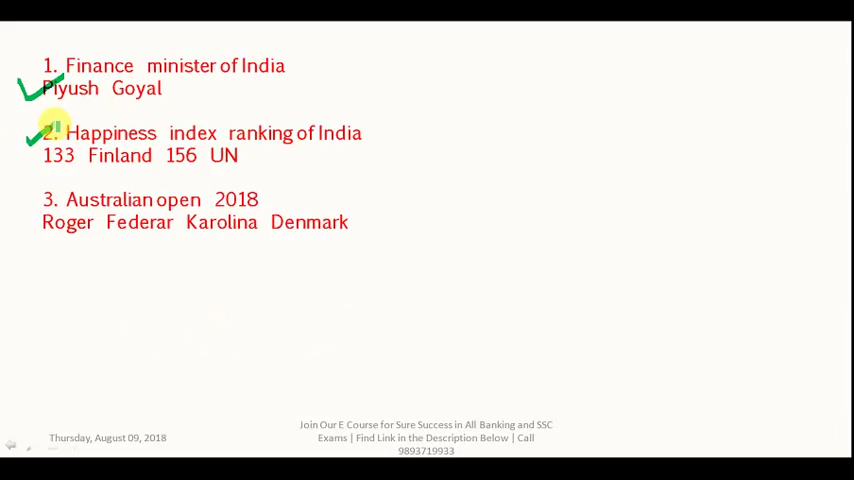 1. Finance minister of India
Piyush Goyal
2. Happiness index ranking of India
133 Finland 156 UN
3. Australian open 2018
Roger Federar Karolina Denmark
Join Our E Course for Sure Success in All Banking and SSC
Thursday, August 09, 2018
Exams | Find Link in the Description Below | Call
9893719933